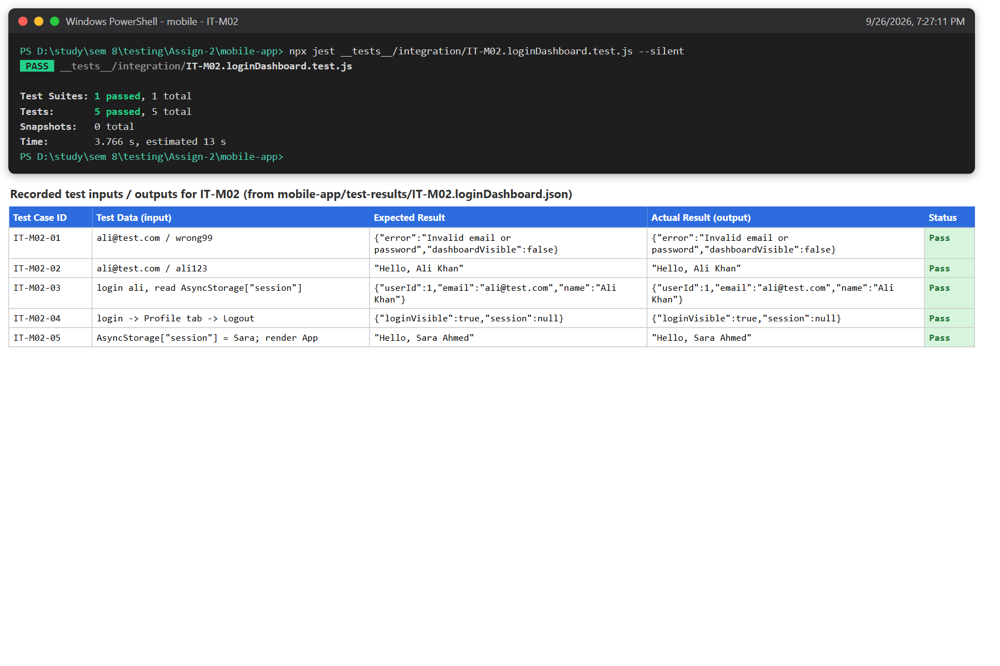 Windows PowerShell - mobile - IT-M02 9/26/2026, 7:27:11 PM
PS D:\study\sem 8\testing\Assign-2\mobile-app> npx jest __tests__/integration/IT-M02.loginDashboard.test.js --silent
PASS __tests__/integration/IT-M02.loginDashboard.test.js
Test Suites: 1 passed, 1 total
Tests: 5 passed, 5 total
Snapshots: 0 total
Time: 3.766 s, estimated 13 s
PS D:\study\sem 8\testing\Assign-2\mobile-app>
Recorded test inputs / outputs for IT-M02 (from mobile-app/test-results/IT-M02.loginDashboard.json)
Test Case ID Test Data (input) Expected Result Actual Result (output) Status
IT-M02-01 ali@test.com / wrong99 {"error":"Invalid email or {"error":"Invalid email or Pass
password","dashboardVisible":false} password","dashboardVisible":false}
IT-M02-02 ali@test.com / ali123 "Hello, Ali Khan" "Hello, Ali Khan" Pass
IT-M02-03 login ali, read AsyncStorage["session"] {"userId":1,"email":"ali@test.com","name":"Ali {"userId":1,"email":"ali@test.com","name":"Ali Pass
Khan"} Khan"}
IT-M02-04 login -> Profile tab -> Logout {"loginVisible":true,"session":null} {"loginVisible":true,"session":null} Pass
IT-M02-05 AsyncStorage["session"] = Sara; render App "Hello, Sara Ahmed" "Hello, Sara Ahmed" Pass